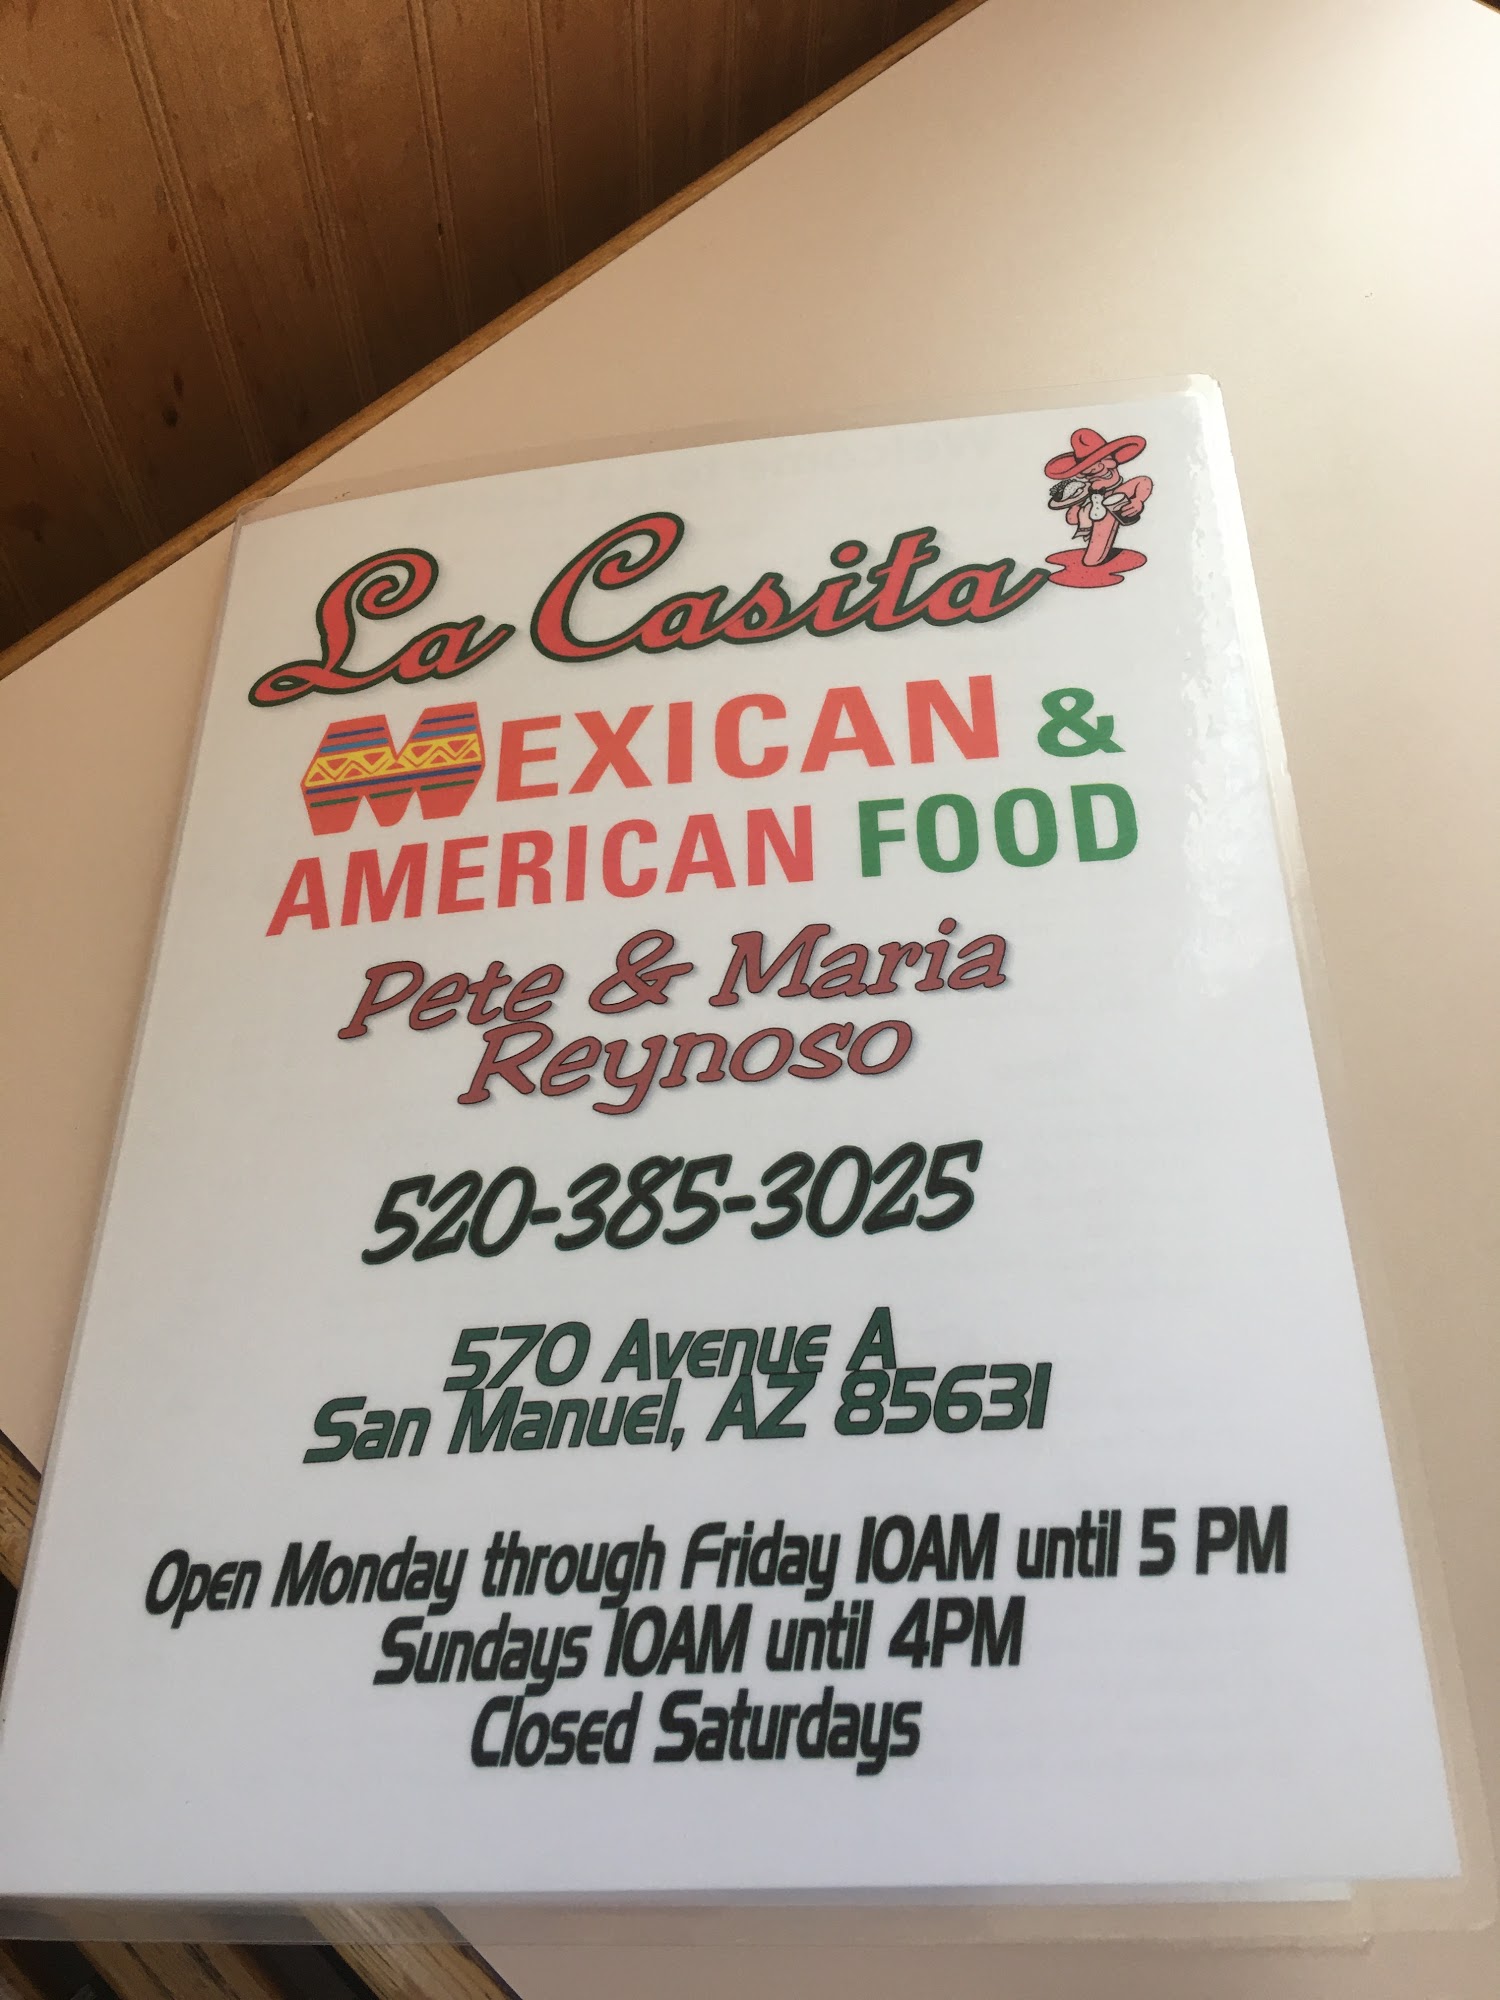 La Casita
MEXICAN &
AMERICAN FOOD
Pete & Maria
Reynoso
520-385-3025
570 Avenue A
San Manuel, AZ 85631
Open Monday through Friday 10AM until 5 PM
Sundays 10AM until 4PM
Closed Saturdays